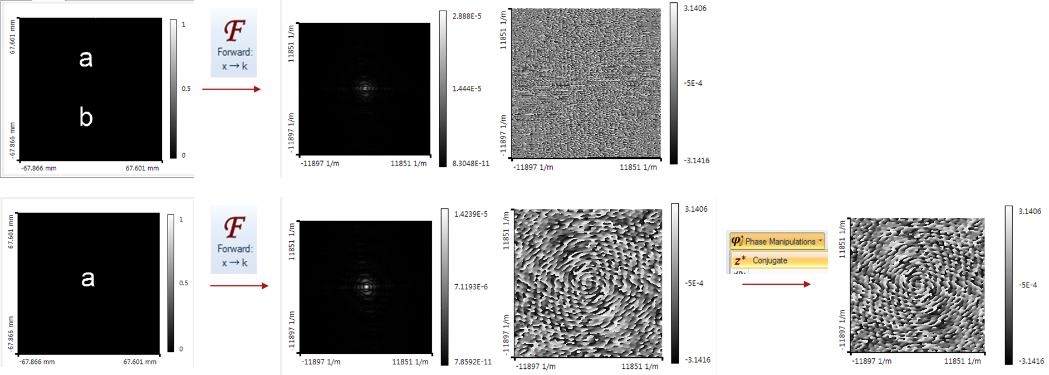 67.601 mm
-67.866 mm
a
b
-67.866 mm 67.601 mm
1
0.5
0
F
Forward:
x → k
11851 1/m
-11897 1/m
-11897 1/m 11851 1/m
2.888E-5
1.444E-5
8.3048E-11
11851 1/m
-11897 1/m
-11897 1/m 11851 1/m
3.1406
-5E-4
-3.1416
67.601 mm
-67.866 mm
a
-67.866 mm 67.601 mm
1
0.5
0
F
Forward:
x → k
11851 1/m
-11897 1/m
-11897 1/m 11851 1/m
1.4239E-5
7.1193E-6
7.8592E-11
11851 1/m
-11897 1/m
-11897 1/m 11851 1/m
3.1406
-5E-4
-3.1416
φ Phase Manipulations
z* Conjugate
11851 1/m
-11897 1/m
-11897 1/m 11851 1/m
3.1406
-5E-4
-3.1416